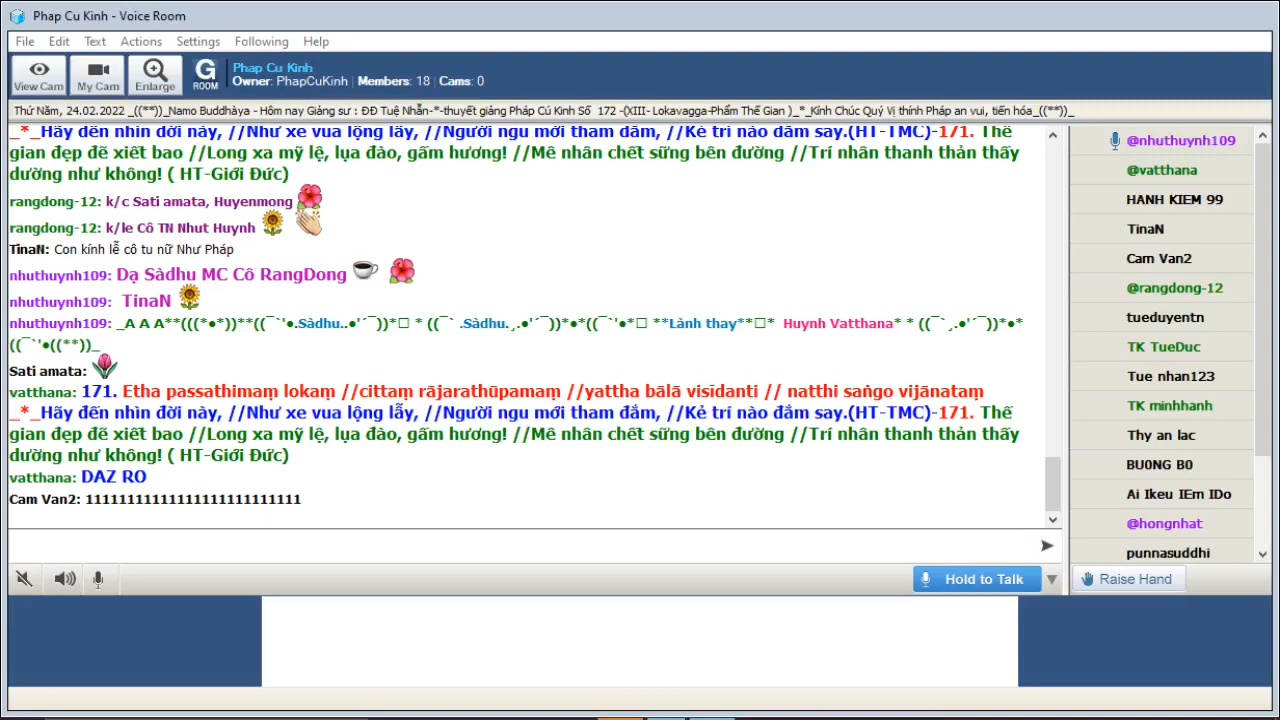 Phap Cu Kinh - Voice Room
File Edit Text Actions Settings Following Help
View Cam My Cam Enlarge G ROOM
Phap Cu Kinh
Owner: PhapCuKinh | Members: 18 | Cams: 0
Thứ Năm, 24.02.2022 _((**))_Namo Buddhàya - Hôm nay Giảng sư : ĐĐ Tuệ Nhẫn-*-thuyết giảng Pháp Cú Kinh Số 172 -(XIII- Lokavagga-Phẩm Thế Gian )_*_Kính Chúc Quý Vị thính Pháp an vui, tiến hóa_((**))_
_*_Hãy đến nhìn đời này, //Như xe vua lộng lẫy, //Người ngu mới tham đắm, //Kẻ trí nào đắm say.(HT-TMC)-171. Thế
gian đẹp đẽ xiết bao //Long xa mỹ lệ, lụa đào, gấm hương! //Mê nhân chết sững bên đường //Trí nhân thanh thản thấy
dường như không! ( HT-Giới Đức)
rangdong-12: k/c Sati amata, Huyenmong
rangdong-12: k/le Cô TN Nhut Huynh
TinaN: Con kính lễ cô tu nữ Như Pháp
nhuthuynh109: Dạ Sàdhu MC Cô RangDong
nhuthuynh109: TinaN
nhuthuynh109: _A A A**(((*●*))**((¯`'●.Sàdhu..●'´¯))*□ * ((¯` .Sàdhu.¸.●'´¯))*●*((¯`'●*□ **Lành thay**□* Huynh Vatthana* * ((¯`¸.●'´¯))*●*
((¯`'●((**))_
Sati amata:
vatthana: 171. Etha passathimaṃ lokaṃ //cittaṃ rājarathūpamaṃ //yattha bālā visīdanti // natthi saṅgo vijānataṃ
_*_Hãy đến nhìn đời này, //Như xe vua lộng lẫy, //Người ngu mới tham đắm, //Kẻ trí nào đắm say.(HT-TMC)-171. Thế
gian đẹp đẽ xiết bao //Long xa mỹ lệ, lụa đào, gấm hương! //Mê nhân chết sững bên đường //Trí nhân thanh thản thấy
dường như không! ( HT-Giới Đức)
vatthana: DAZ RO
Cam Van2: 11111111111111111111111111
Hold to Talk
@nhuthuynh109
@vatthana
HANH KIEM 99
TinaN
Cam Van2
@rangdong-12
tueduyentn
TK TueDuc
Tue nhan123
TK minhhanh
Thy an lac
BU0NG B0
Ai Ikeu IEm IDo
@hongnhat
punnasuddhi
Raise Hand